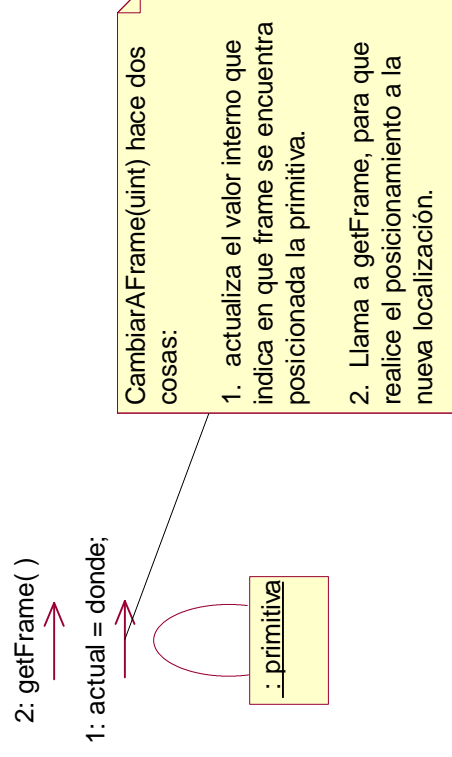 2: getFrame( )
1: actual = donde;
: primitiva
CambiarAFrame(uint) hace dos
cosas:
1. actualiza el valor interno que
indica en que frame se encuentra
posicionada la primitiva.
2. Llama a getFrame, para que
realice el posicionamiento a la
nueva localización.